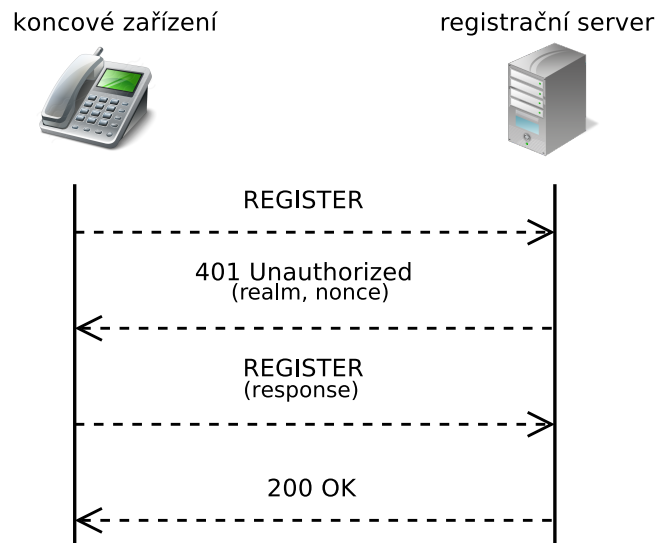 koncové zařízení
registrační server
REGISTER
401 Unauthorized
(realm, nonce)
REGISTER
(response)
200 OK